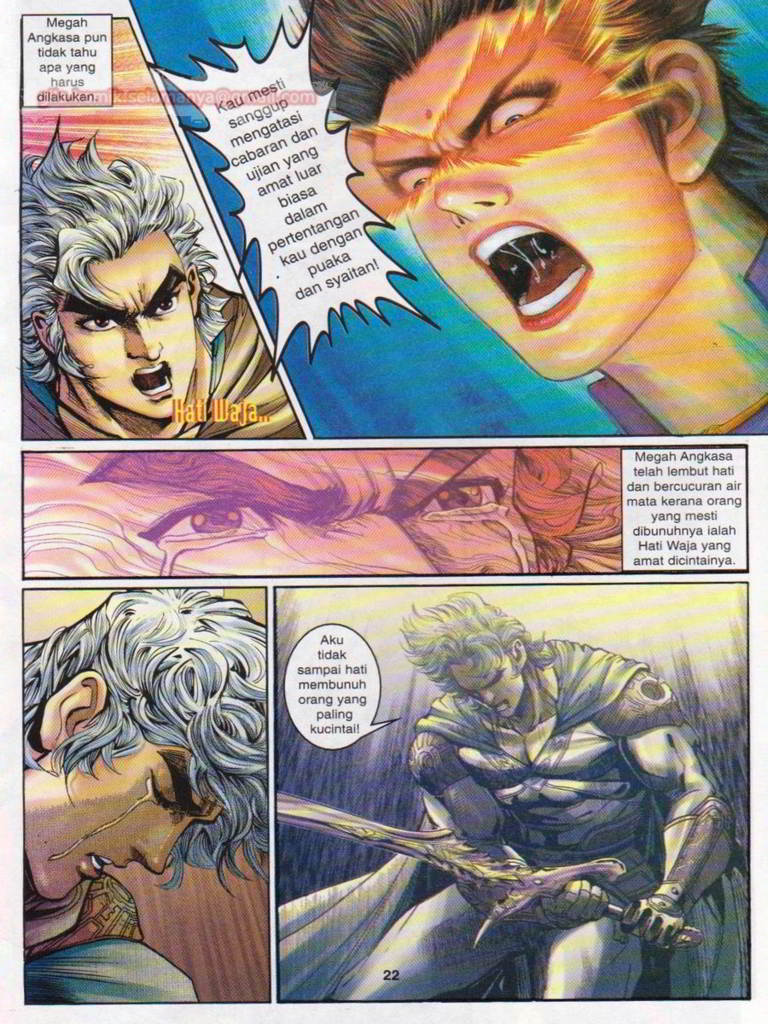 Megah
Angkasa pun
tidak tahu
apa yang
harus
dilakukan.
Kau mesti
sanggup
mengatasi
cabaran dan
ujian yang
amat luar
biasa
dalam
pertentangan
kau dengan
puaka
dan syaitan!
Hati Waja..
Megah Angkasa
telah lembut hati
dan bercucuran air
mata kerana orang
yang mesti
dibunuhnya ialah
Hati Waja yang
amat dicintainya.
Aku
tidak
sampai hati
membunuh
orang yang
paling
kucintai!
22